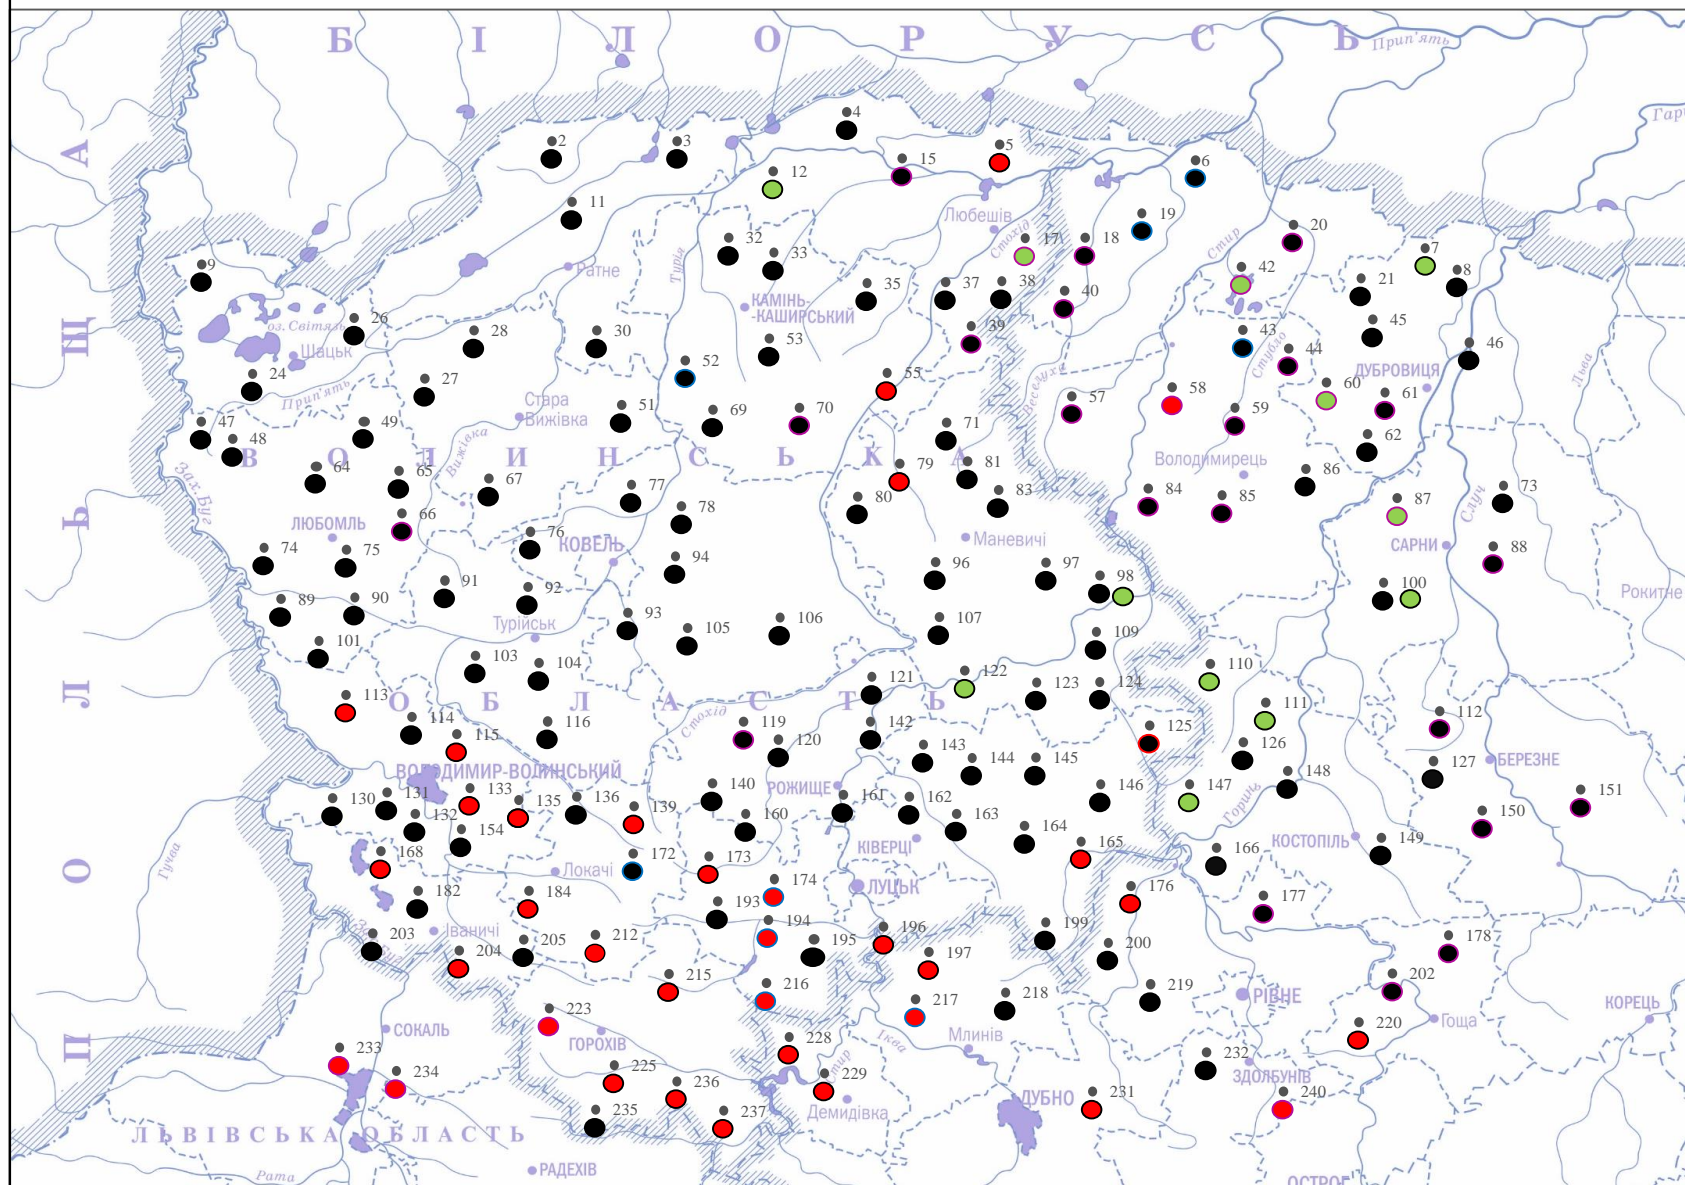 Б І Л О Р У С Ь
Прип'ять
Гор
4
2
3
5
12
15
6
11
19
20
Любешів
Стохід
17
18
Стир
7
32
33
Турія
8
9
Ратне
42
21
35
37
38
40
КАМІНЬ-
КАШИРСЬКИЙ
оз. Світязь
26
28
30
39
43
45
Шацьк
53
Стубло
44
46
52
ДУБРОВИЦЯ
Льва
24
Прип'ять
27
55
Веселуха
58
60
61
Стара
Вижівка
51
69
70
57
59
47
48
49
71
62
В О Л И Н С Ь К А
Вижівка
Володимирець
Зах. Буг
64
65
67
77
79
81
86
80
83
84
85
87
73
Случ
66
78
ЛЮБОМЛЬ
76
КОВЕЛЬ
Маневичі
САРНИ
88
74
75
94
96
97
98
91
92
100
Рокитне
89
90
93
Турійськ
105
106
107
101
109
103
104
110
121
122
123
124
113
О Б Л А С Т Ь
111
114
115
116
Стохід
119
142
125
112
120
143
144
145
126
ВОЛОДИМИР-ВОЛИНСЬКИЙ
127
БЕРЕЗНЕ
133
140
РОЖИЩЕ
146
147
148
130
131
135
136
139
161
162
Горинь
151
132
154
160
163
164
150
КІВЕРЦІ
КОСТОПІЛЬ
149
Гучва
168
Локачі
172
173
165
166
174
ЛУЦЬК
182
184
193
176
177
Іваничі
194
196
199
203
204
205
212
195
200
178
197
215
202
216
217
218
219
РІВНЕ
КОРЕЦЬ
223
220
Гоща
СОКАЛЬ
ГОРОХІВ
Млинів
Іква
233
228
Стир
232
234
225
ЗДОЛБУНІВ
229
236
Демидівка
ДУБНО
231
240
235
237
ЛЬВІВСЬКА ОБЛАСТЬ
РАДЕХІВ
Рата
ОСТРОГ
П О Л Ь Щ А